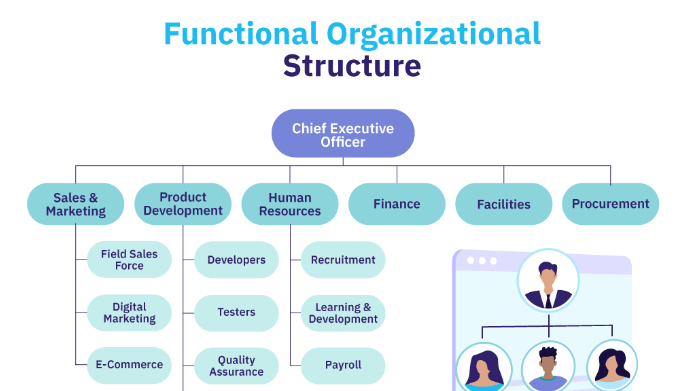 Functional Organizational
Structure
Chief Executive
Officer
Sales &
Marketing
Product
Development
Human
Resources
Finance
Facilities
Procurement
Field Sales
Force
Developers
Recruitment
Digital
Marketing
Testers
Learning &
Development
E-Commerce
Quality
Assurance
Payroll